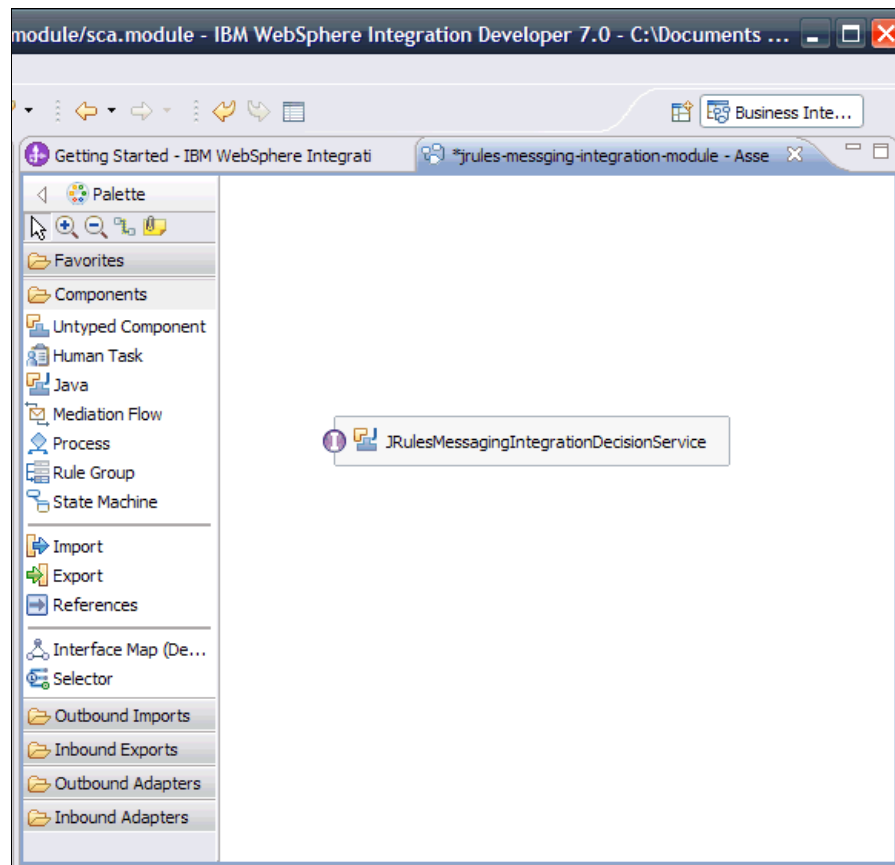 module/sca.module - IBM WebSphere Integration Developer 7.0 - C:\Documents ...
Business Inte...
Getting Started - IBM WebSphere Integrati
*jrules-messging-integration-module - Asse
Palette
Favorites
Components
Untyped Component
Human Task
Java
Mediation Flow
Process
Rule Group
State Machine
Import
Export
References
Interface Map (De...
Selector
Outbound Imports
Inbound Exports
Outbound Adapters
Inbound Adapters
JRulesMessagingIntegrationDecisionService